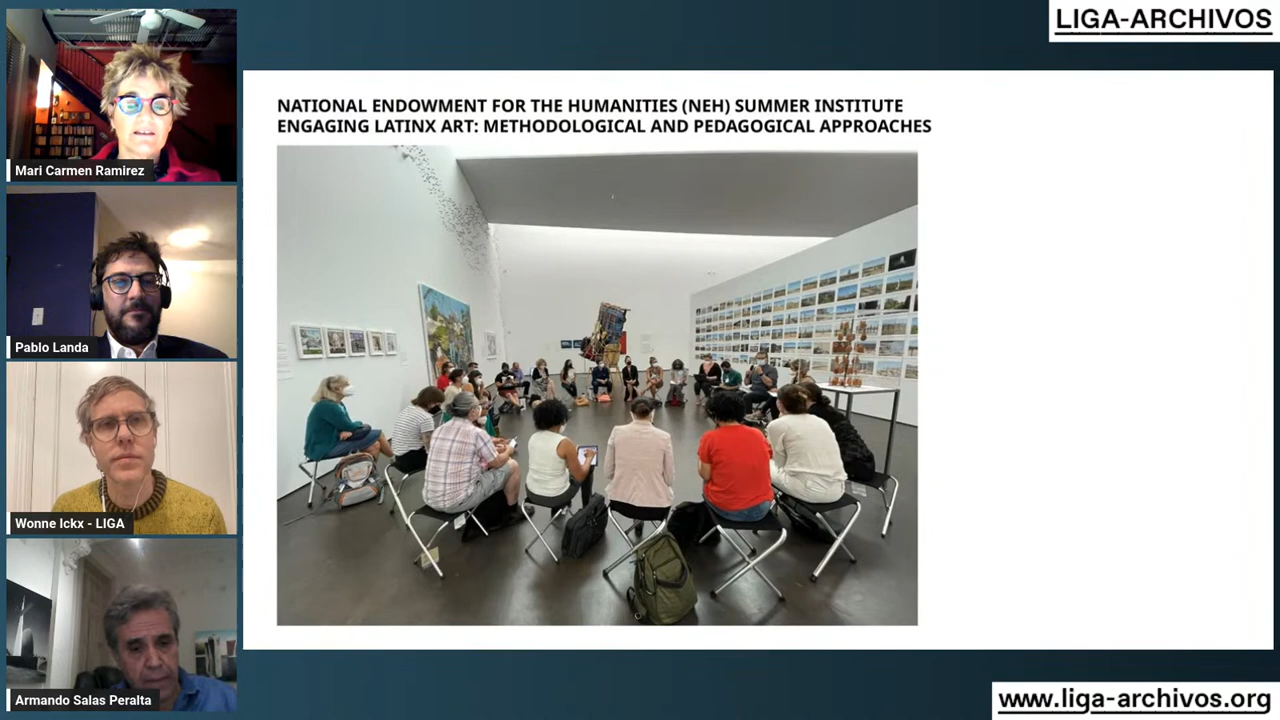 LIGA-ARCHIVOS
NATIONAL ENDOWMENT FOR THE HUMANITIES (NEH) SUMMER INSTITUTE
ENGAGING LATINX ART: METHODOLOGICAL AND PEDAGOGICAL APPROACHES
Mari Carmen Ramirez
Pablo Landa
Wonne Ickx - LIGA
Armando Salas Peralta
www.liga-archivos.org